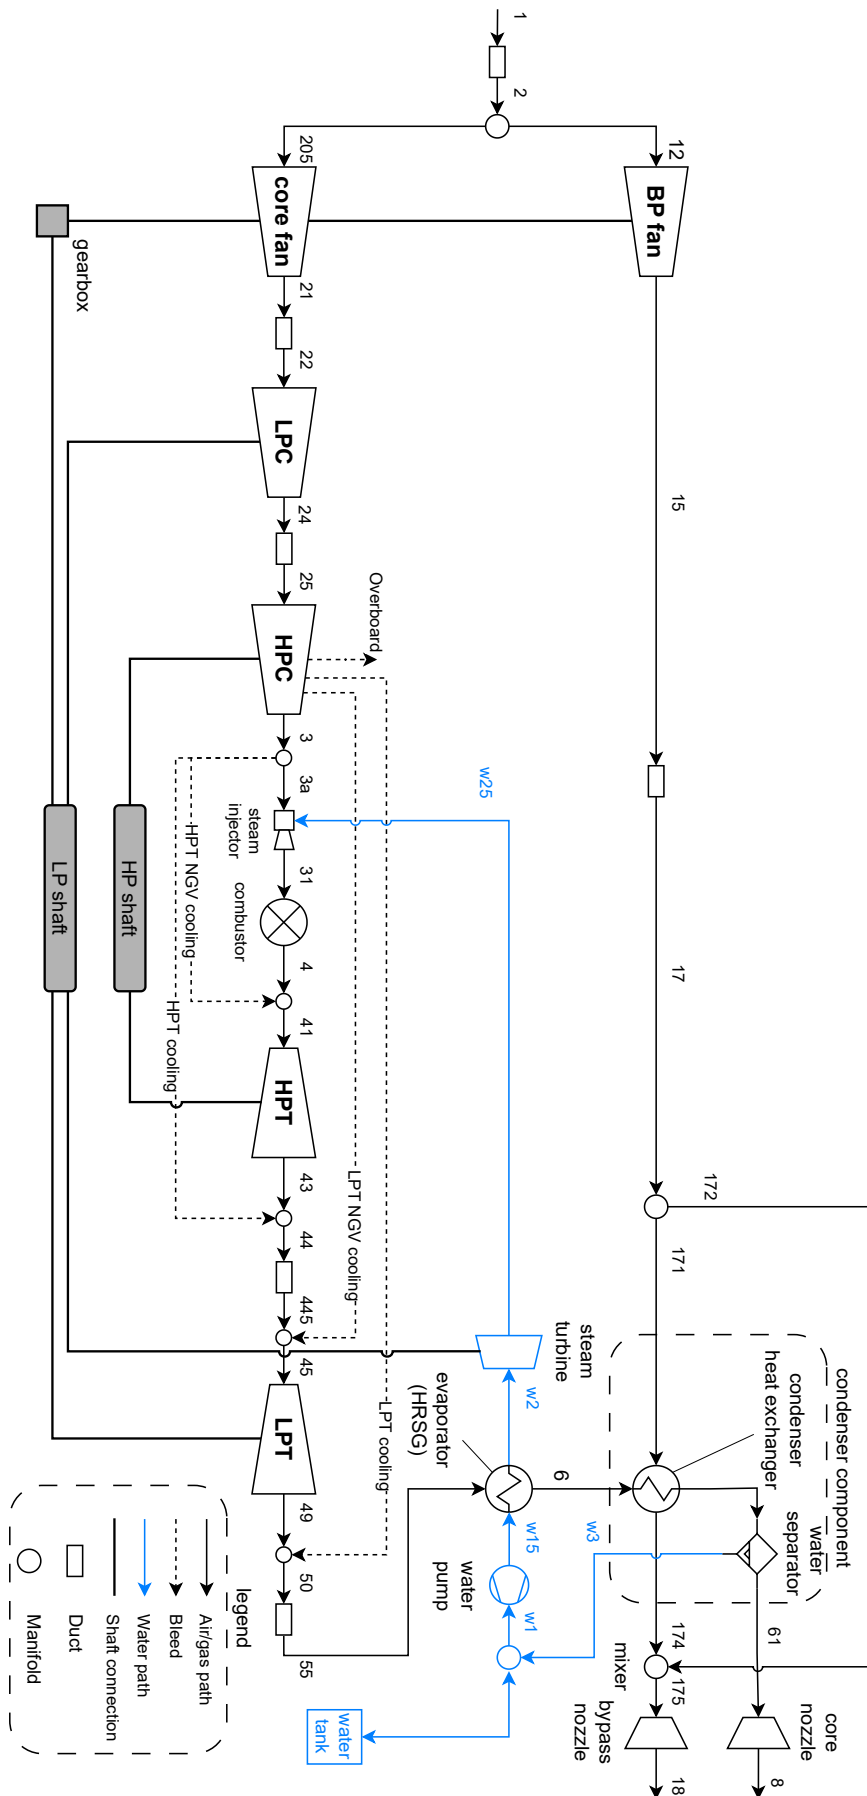 1
2
205
12
core fan
BP fan
gearbox
21
22
LPC
15
24
25
Overboard
HPC
3
3a
w25
steam
injector
HPT NGV cooling
31
combustor
LP shaft
HP shaft
4
17
41
HPT cooling
HPT
43
44
LPT NGV cooling
172
171
445
45
steam
turbine
w2
LPT
LPT cooling
evaporator
(HRSG)
6
condenser
heat exchanger
condenser component
water
separator
w3
w15
water
pump
w1
49
50
55
61
174
mixer
175
water
tank
bypass
nozzle
core
nozzle
18
8
legend
Air/gas path
Bleed
Water path
Shaft connection
Duct
Manifold